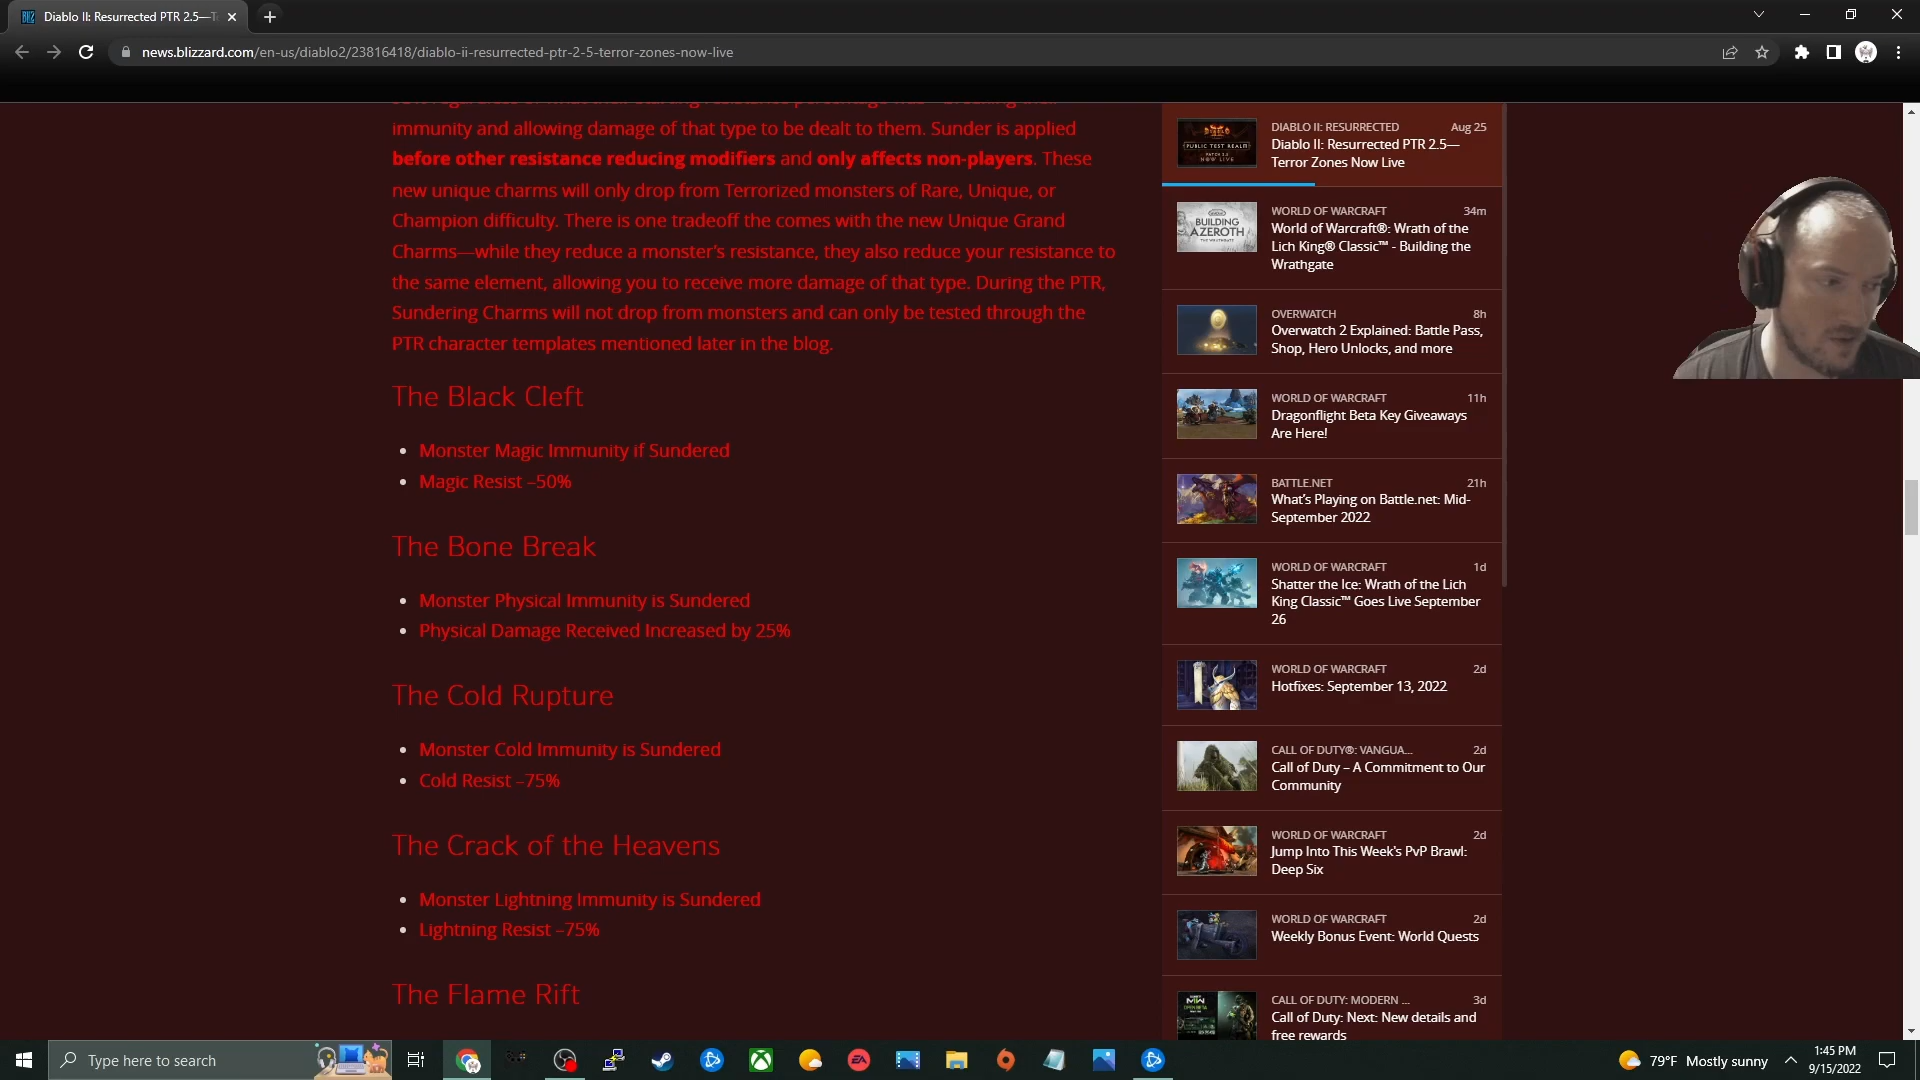 Diablo II: Resurrected PTR 2.5—T
news.blizzard.com/en-us/diablo2/23816418/diablo-ii-resurrected-ptr-2-5-terror-zones-now-live
immunity and allowing damage of that type to be dealt to them. Sunder is applied
before other resistance reducing modifiers and only affects non-players. These
new unique charms will only drop from Terrorized monsters of Rare, Unique, or
Champion difficulty. There is one tradeoff the comes with the new Unique Grand
Charms—while they reduce a monster's resistance, they also reduce your resistance to
the same element, allowing you to receive more damage of that type. During the PTR,
Sundering Charms will not drop from monsters and can only be tested through the
PTR character templates mentioned later in the blog.
The Black Cleft
• Monster Magic Immunity if Sundered
• Magic Resist –50%
The Bone Break
• Monster Physical Immunity is Sundered
• Physical Damage Received Increased by 25%
The Cold Rupture
• Monster Cold Immunity is Sundered
• Cold Resist –75%
The Crack of the Heavens
• Monster Lightning Immunity is Sundered
• Lightning Resist –75%
The Flame Rift
DIABLO
PUBLIC TEST REALM
NOW LIVE
DIABLO II: RESURRECTED Aug 25
Diablo II: Resurrected PTR 2.5—
Terror Zones Now Live
BUILDING
AZEROTH
WORLD OF WARCRAFT 34m
World of Warcraft®: Wrath of the
Lich King® Classic™ - Building the
Wrathgate
OVERWATCH 8h
Overwatch 2 Explained: Battle Pass,
Shop, Hero Unlocks, and more
WORLD OF WARCRAFT 11h
Dragonflight Beta Key Giveaways
Are Here!
BATTLE.NET 21h
What's Playing on Battle.net: Mid-
September 2022
WORLD OF WARCRAFT 1d
Shatter the Ice: Wrath of the Lich
King Classic™ Goes Live September
26
WORLD OF WARCRAFT 2d
Hotfixes: September 13, 2022
CALL OF DUTY®: VANGUA... 2d
Call of Duty – A Commitment to Our
Community
WORLD OF WARCRAFT 2d
Jump Into This Week's PvP Brawl:
Deep Six
WORLD OF WARCRAFT 2d
Weekly Bonus Event: World Quests
CALL OF DUTY: MODERN ... 3d
Call of Duty: Next: New details and
free rewards
Type here to search
EA
79°F Mostly sunny
1:45 PM
9/15/2022